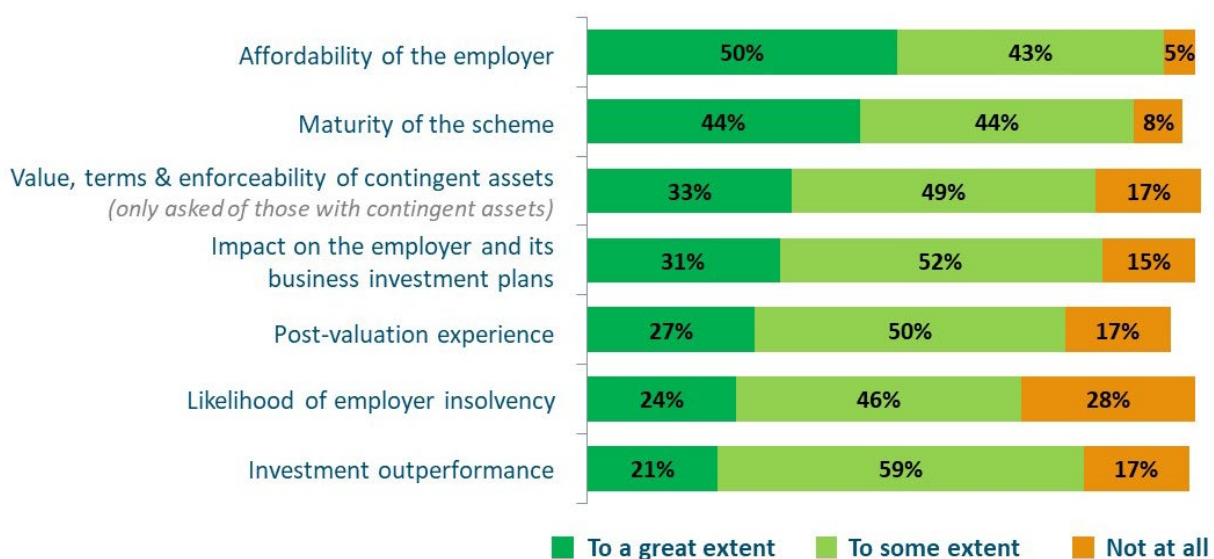 Affordability of the employer 50% 43% 5%
Maturity of the scheme 44% 44% 8%
Value, terms & enforceability of contingent assets
(only asked of those with contingent assets) 33% 49% 17%
Impact on the employer and its
business investment plans 31% 52% 15%
Post-valuation experience 27% 50% 17%
Likelihood of employer insolvency 24% 46% 28%
Investment outperformance 21% 59% 17%
To a great extent To some extent Not at all